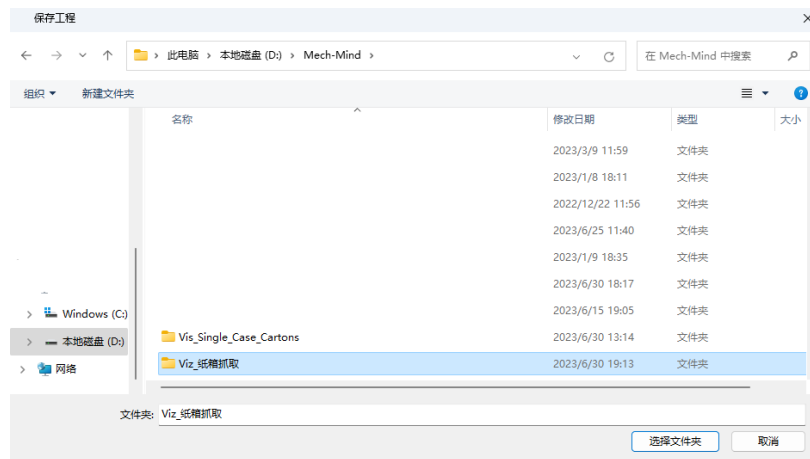 保存工程
此电脑 › 本地磁盘 (D:) › Mech-Mind ›
在 Mech-Mind 中搜索
组织
新建文件夹
名称 修改日期 类型 大小
2023/3/9 11:59 文件夹
2023/1/8 18:11 文件夹
2022/12/22 11:56 文件夹
2023/6/25 11:40 文件夹
2023/1/9 18:35 文件夹
2023/6/30 18:17 文件夹
2023/6/15 19:05 文件夹
Windows (C:)
本地磁盘 (D:)
网络
Vis_Single_Case_Cartons 2023/6/30 13:14 文件夹
Viz_纸箱抓取 2023/6/30 19:13 文件夹
文件夹: Viz_纸箱抓取
选择文件夹
取消